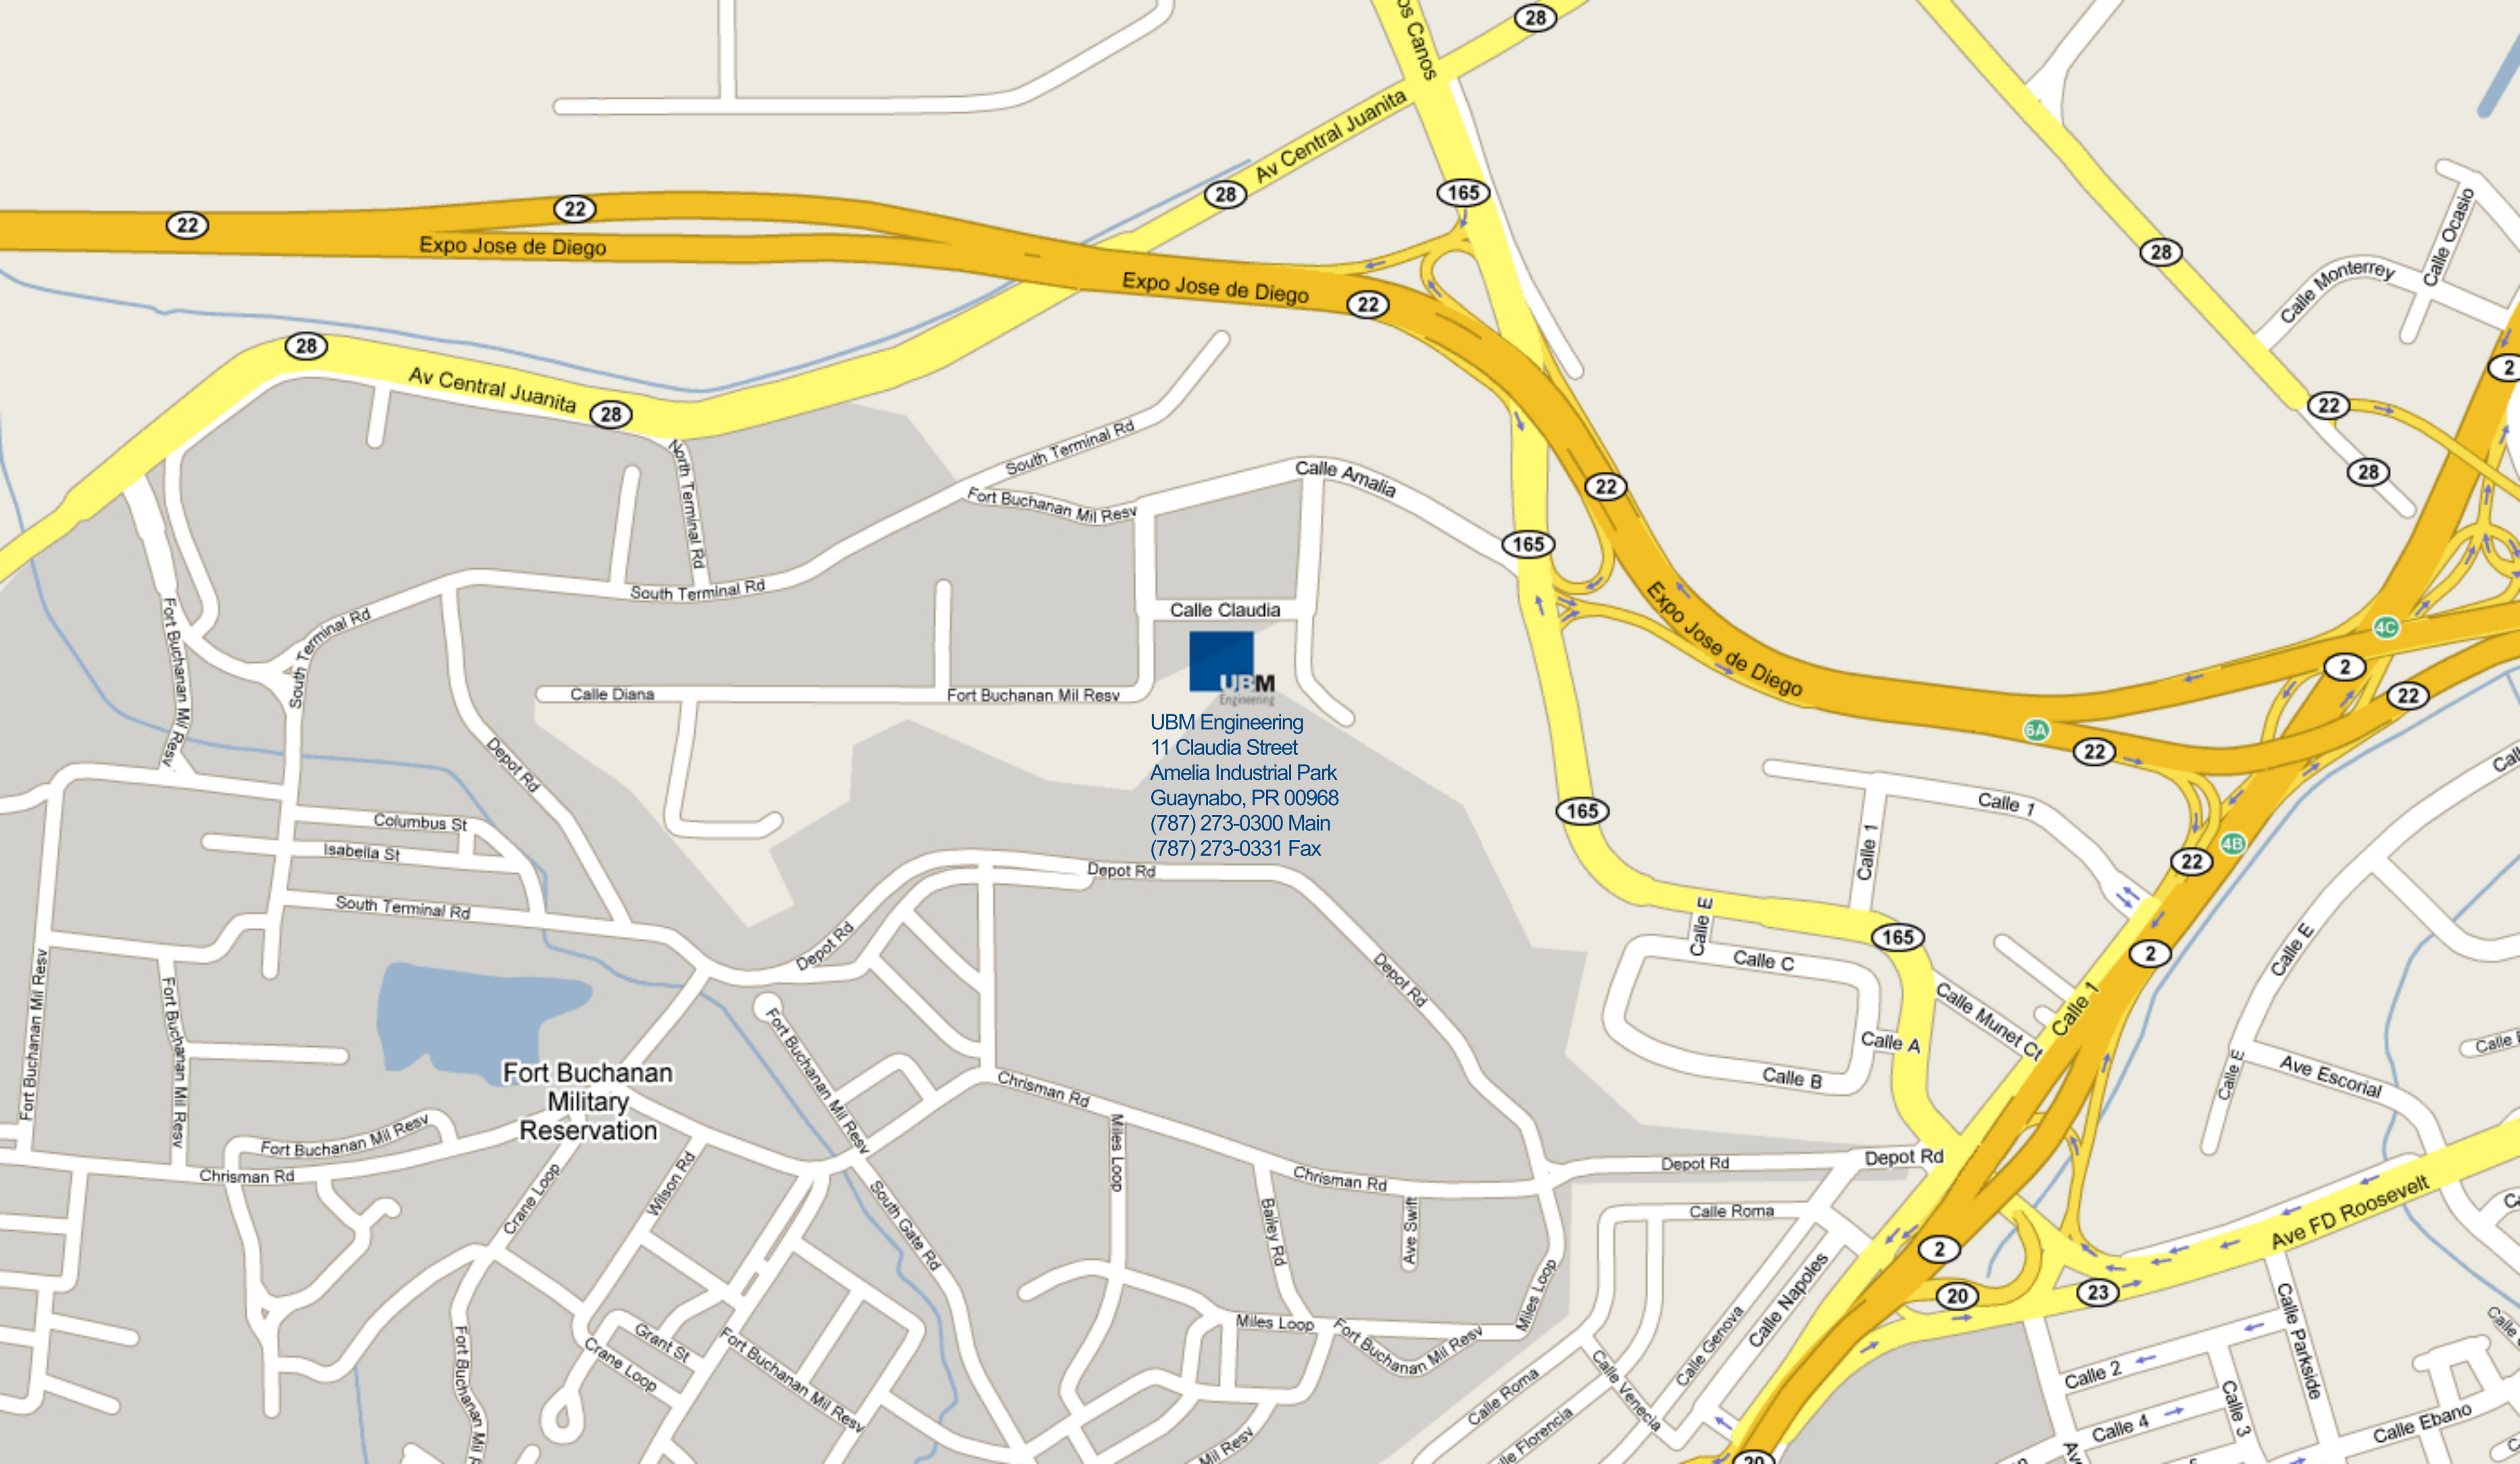 os Canos
28
Av Central Juanita
28
165
22
22
Expo Jose de Diego
Expo Jose de Diego
22
28
Calle Ocasio
Calle Monterrey
2
22
28
28
Av Central Juanita
28
North Terminal Rd
South Terminal Rd
Fort Buchanan Mil Resv
Calle Amalia
22
165
South Terminal Rd
Calle Claudia
Fort Buchanan Mil Resv
South Terminal Rd
Expo Jose de Diego
4C
2
22
6A
22
Calle Diana
Fort Buchanan Mil Resv
UBM
Engineering
UBM Engineering
11 Claudia Street
Amelia Industrial Park
Guaynabo, PR 00968
(787) 273-0300 Main
(787) 273-0331 Fax
Depot Rd
165
Calle 1
Calle 1
4B
22
Columbus St
Isabella St
South Terminal Rd
Depot Rd
Depot Rd
Depot Rd
Calle E
Calle C
165
2
Calle E
Fort Buchanan Mil Resv
Fort Buchanan Mil Resv
Fort Buchanan Mil Resv
Calle 1
Calle Munet Ct
Calle A
Calle B
Calle E
Ave Escorial
Calle
Fort Buchanan
Military
Reservation
Chrisman Rd
Miles Loop
Fort Buchanan Mil Resv
Chrisman Rd
Crane Loop
Wilson Rd
South Gate Rd
Bailey Rd
Chrisman Rd
Ave Swift
Depot Rd
Depot Rd
Calle Roma
Ave FD Roosevelt
2
20
23
Miles Loop
Miles Loop
Fort Buchanan Mil Resv
Grant St
Crane Loop
Fort Buchanan Mil Resv
Fort Buchanan Mil R
Calle Roma
Calle Venecia
Calle Genova
Calle Napoles
lle Florencia
Mil Resv
Calle Parkside
Calle 2
Calle 3
Calle 4
Calle Ebano
Calle
20